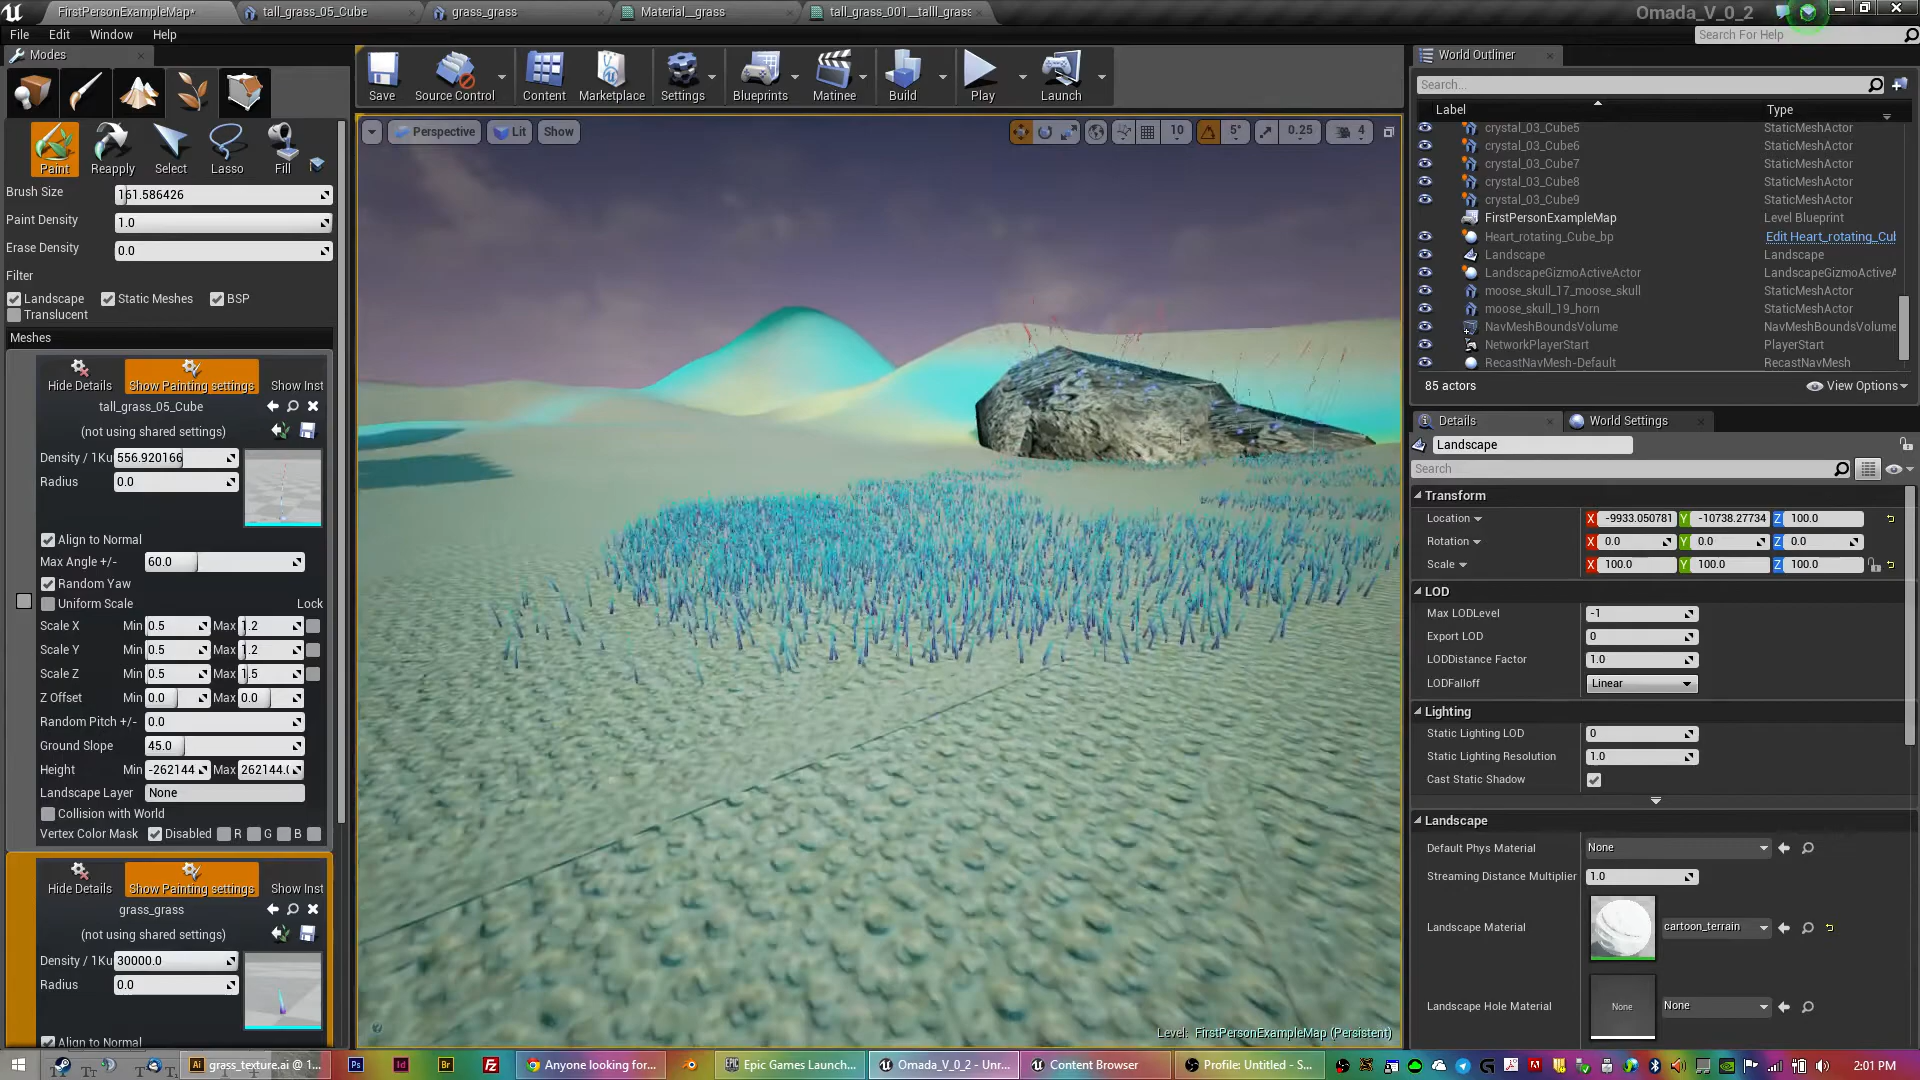 FirstPersonExampleMap*
tall_grass_05_Cube
grass_grass
Material__grass
tall_grass_001__talll_grass
Omada_V_0_2
File Edit Window Help
Search For Help
Modes
Save
Source Control
Content
Marketplace
Settings
Blueprints
Matinee
Build
Play
Launch
Paint
Reapply
Select
Lasso
Fill
Brush Size 161.586426
Paint Density 1.0
Erase Density 0.0
Filter
Landscape Static Meshes BSP
Translucent
Meshes
Hide Details Show Painting settings Show Inst
tall_grass_05_Cube
(not using shared settings)
Density / 1Ku 556.920166
Radius 0.0
Align to Normal
Max Angle +/- 60.0
Random Yaw
Uniform Scale Lock
Scale X Min 0.5 Max 1.2
Scale Y Min 0.5 Max 1.2
Scale Z Min 0.5 Max 1.5
Z Offset Min 0.0 Max 0.0
Random Pitch +/- 0.0
Ground Slope 45.0
Height Min -262144 Max 262144.(
Landscape Layer None
Collision with World
Vertex Color Mask Disabled R G B
Hide Details Show Painting settings Show Inst
grass_grass
(not using shared settings)
Density / 1Ku 30000.0
Radius 0.0
Align to Normal
Perspective Lit Show
10 5° 0.25 4
Level: FirstPersonExampleMap (Persistent)
World Outliner
Search...
Label Type
crystal_03_Cube5 StaticMeshActor
crystal_03_Cube6 StaticMeshActor
crystal_03_Cube7 StaticMeshActor
crystal_03_Cube8 StaticMeshActor
crystal_03_Cube9 StaticMeshActor
FirstPersonExampleMap Level Blueprint
Heart_rotating_Cube_bp Edit Heart_rotating_Cul
Landscape Landscape
LandscapeGizmoActiveActor LandscapeGizmoActiveA
moose_skull_17_moose_skull StaticMeshActor
moose_skull_19_horn StaticMeshActor
NavMeshBoundsVolume NavMeshBoundsVolume
NetworkPlayerStart PlayerStart
RecastNavMesh-Default RecastNavMesh
85 actors View Options
Details World Settings
Landscape
Search
Transform
Location X -9933.050781 Y -10738.27734 Z 100.0
Rotation X 0.0 Y 0.0 Z 0.0
Scale X 100.0 Y 100.0 Z 100.0
LOD
Max LODLevel -1
Export LOD 0
LODDistance Factor 1.0
LODFalloff Linear
Lighting
Static Lighting LOD 0
Static Lighting Resolution 1.0
Cast Static Shadow
Landscape
Default Phys Material None
Streaming Distance Multiplier 1.0
Landscape Material cartoon_terrain
Landscape Hole Material None None
grass_texture.ai @ 1...
Ps
Id
Br
Fz
Anyone looking for...
Epic Games Launch...
Omada_V_0_2 - Unr...
Content Browser
Profile: Untitled - S...
2:01 PM